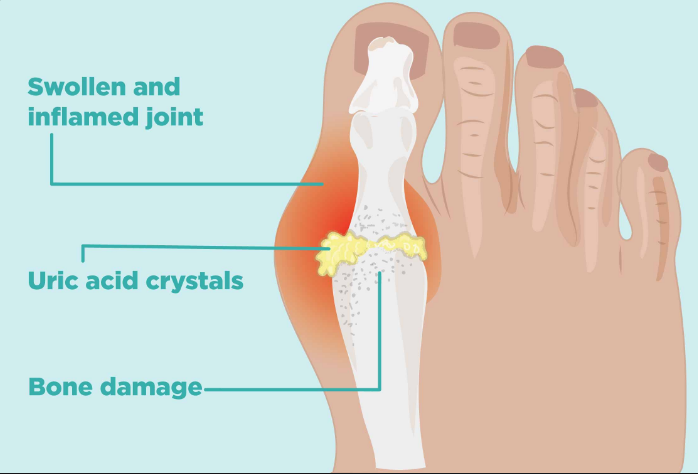 Swollen and
inflamed joint
Uric acid crystals
Bone damage